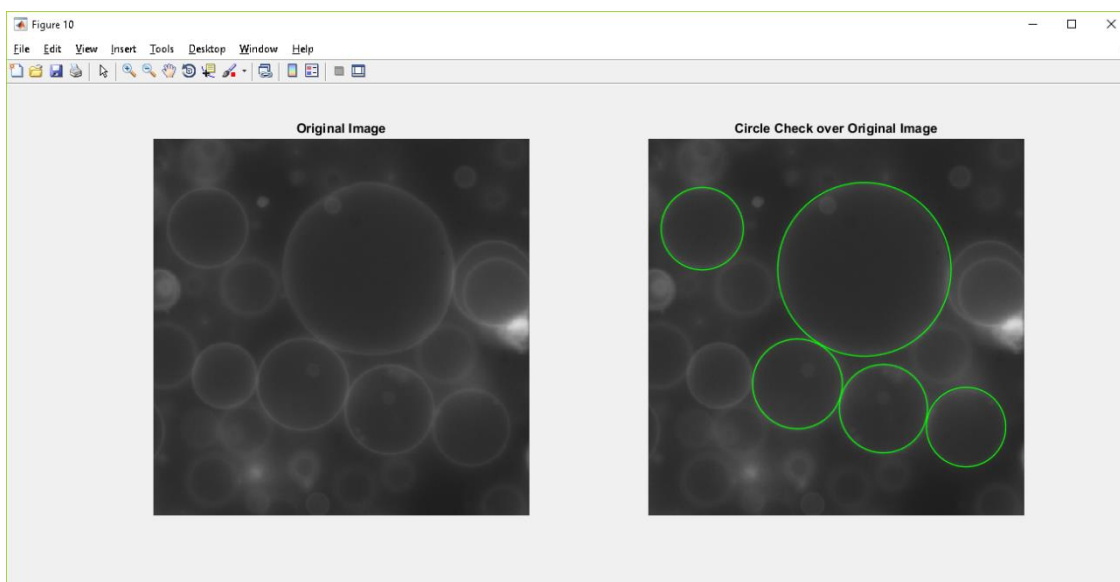 Figure 10
File Edit View Insert Tools Desktop Window Help
Original Image
Circle Check over Original Image